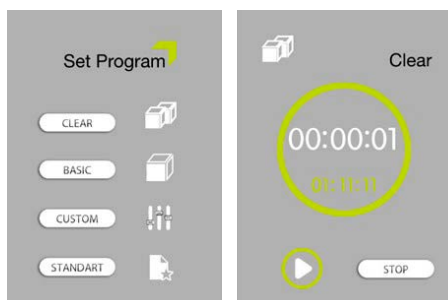 Set Program
CLEAR
BASIC
CUSTOM
STANDART
Clear
00:00:01
01:11:11
STOP